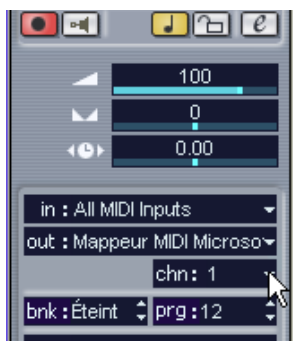 e
100
0
0.00
in : All MIDI Inputs
out : Mappeur MIDI Microso
chn: 1
bnk : Éteint prg : 12